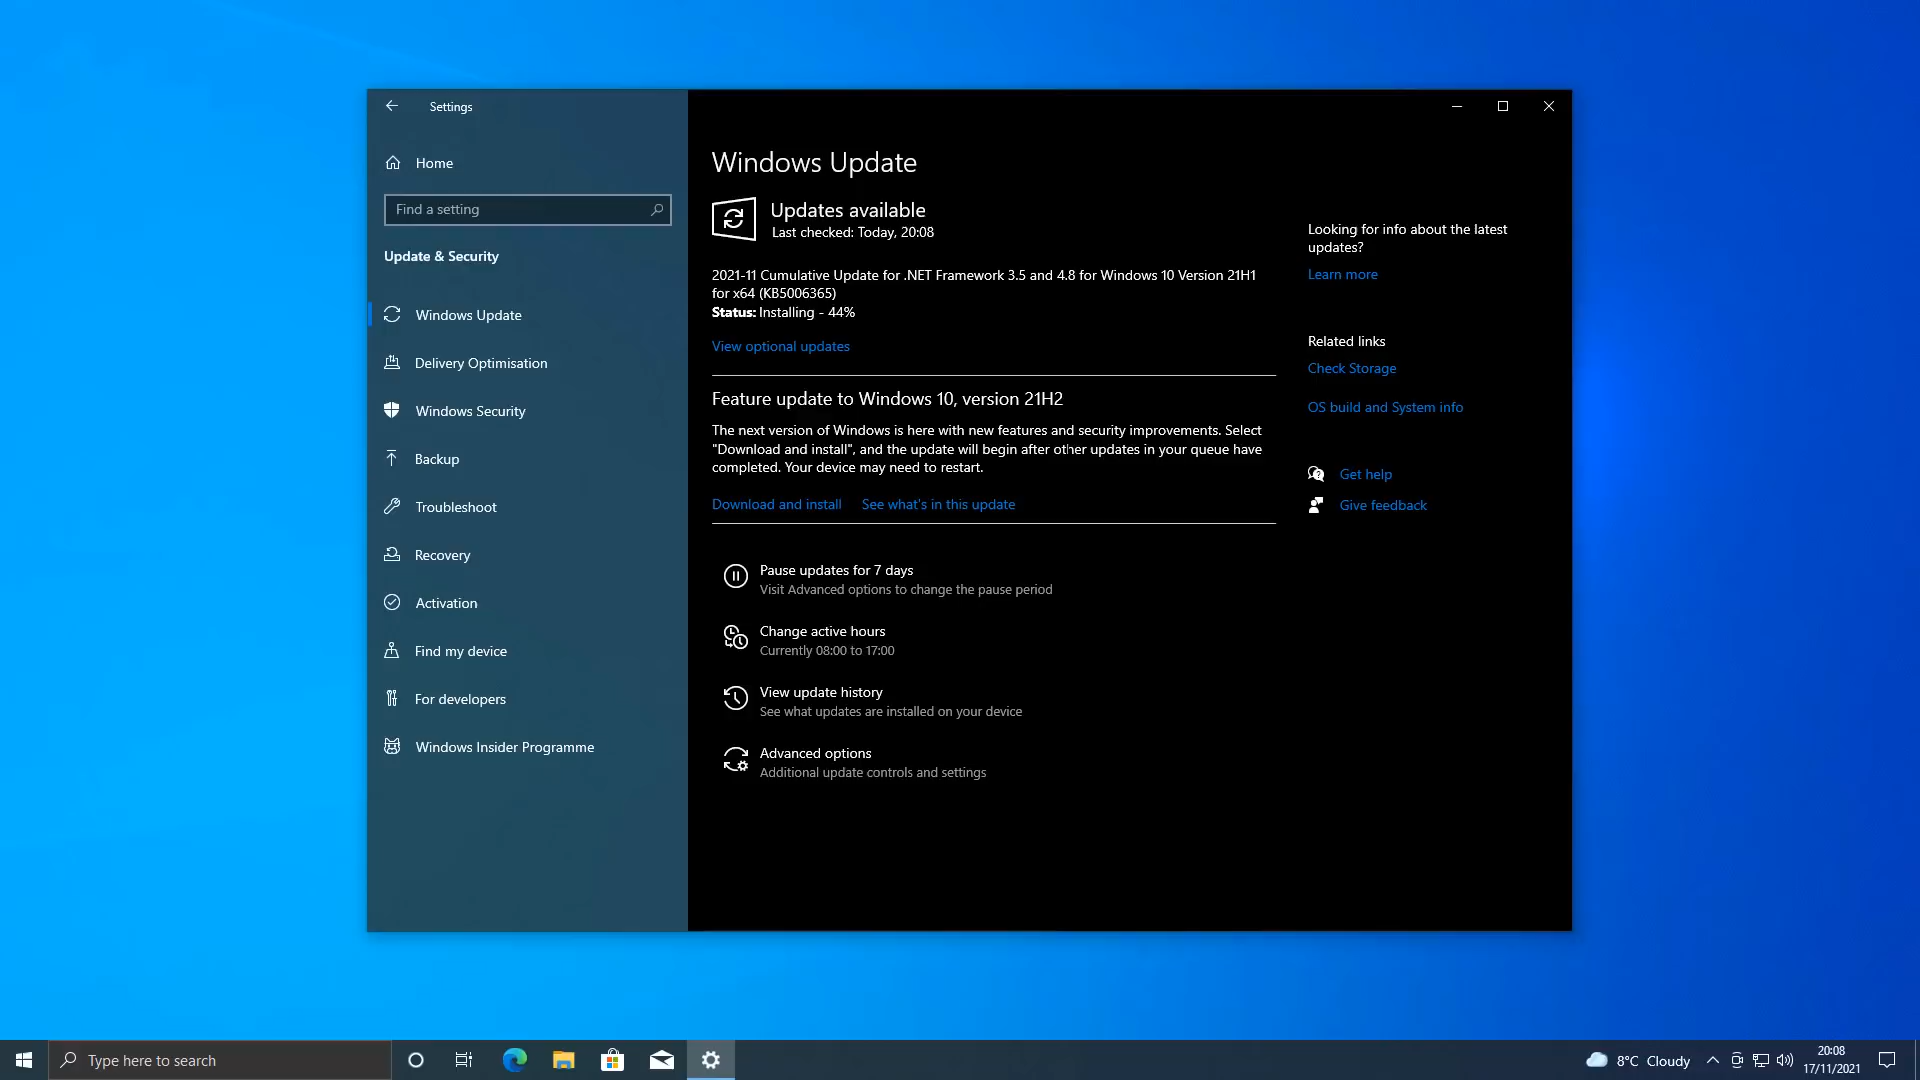 Settings
Home
Find a setting
Update & Security
Windows Update
Delivery Optimisation
Windows Security
Backup
Troubleshoot
Recovery
Activation
Find my device
For developers
Windows Insider Programme
Windows Update
Updates available
Last checked: Today, 20:08
2021-11 Cumulative Update for .NET Framework 3.5 and 4.8 for Windows 10 Version 21H1
for x64 (KB5006365)
Status: Installing - 44%
View optional updates
Feature update to Windows 10, version 21H2
The next version of Windows is here with new features and security improvements. Select
"Download and install", and the update will begin after other updates in your queue have
completed. Your device may need to restart.
Download and install See what's in this update
Pause updates for 7 days
Visit Advanced options to change the pause period
Change active hours
Currently 08:00 to 17:00
View update history
See what updates are installed on your device
Advanced options
Additional update controls and settings
Looking for info about the latest
updates?
Learn more
Related links
Check Storage
OS build and System info
Get help
Give feedback
Type here to search
8°C Cloudy
20:08
17/11/2021